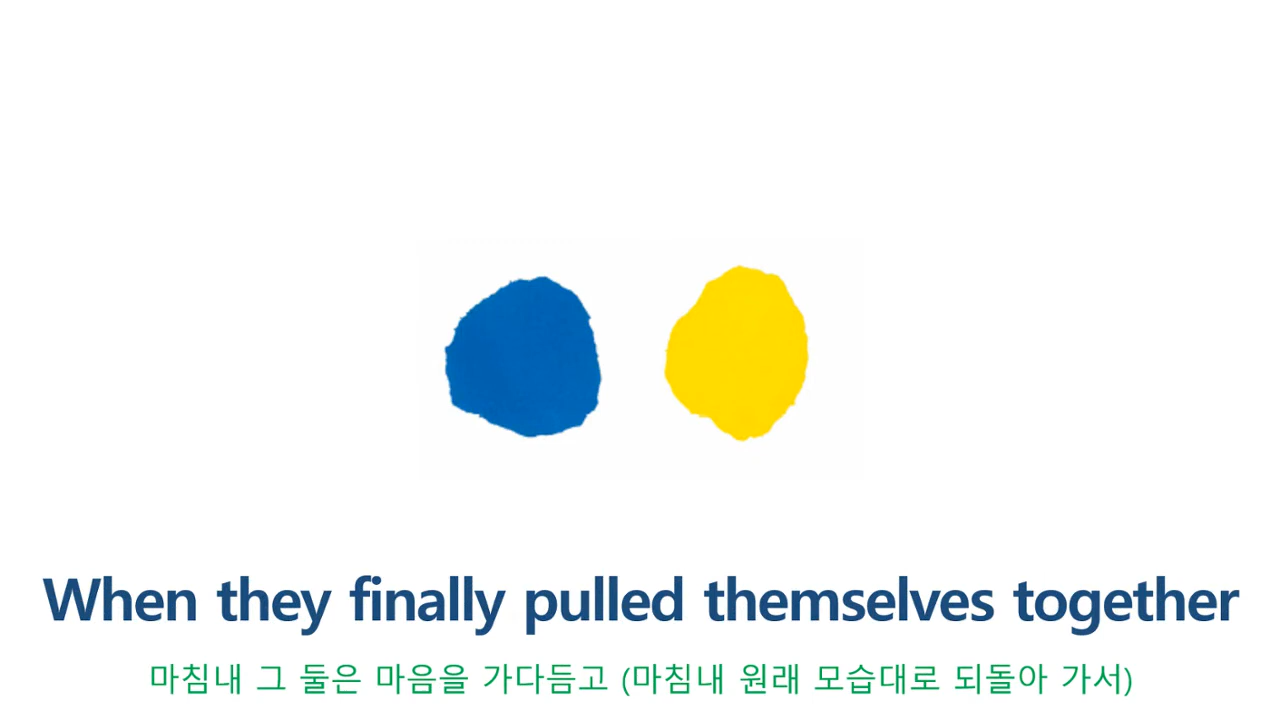 When they finally pulled themselves together
마침내 그 둘은 마음을 가다듬고 (마침내 원래 모습대로 되돌아 가서)